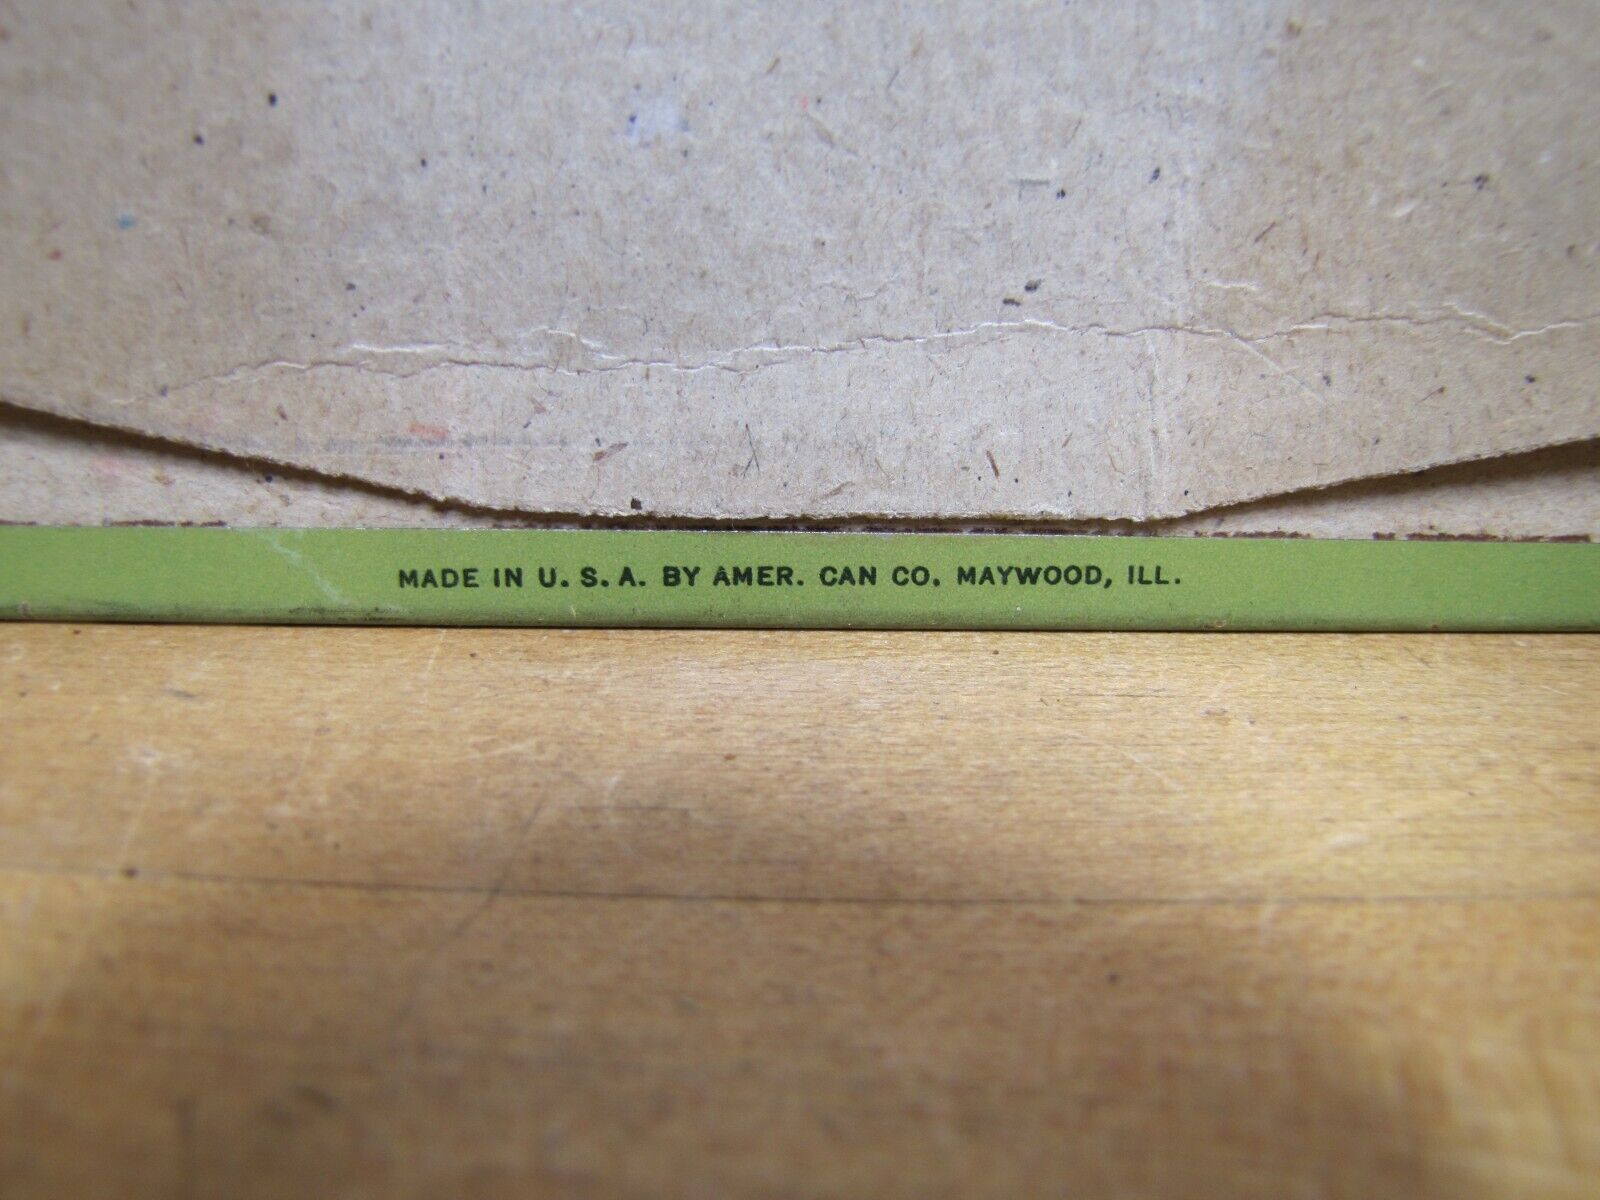 MADE IN U. S. A. BY AMER. CAN CO. MAYWOOD, ILL.